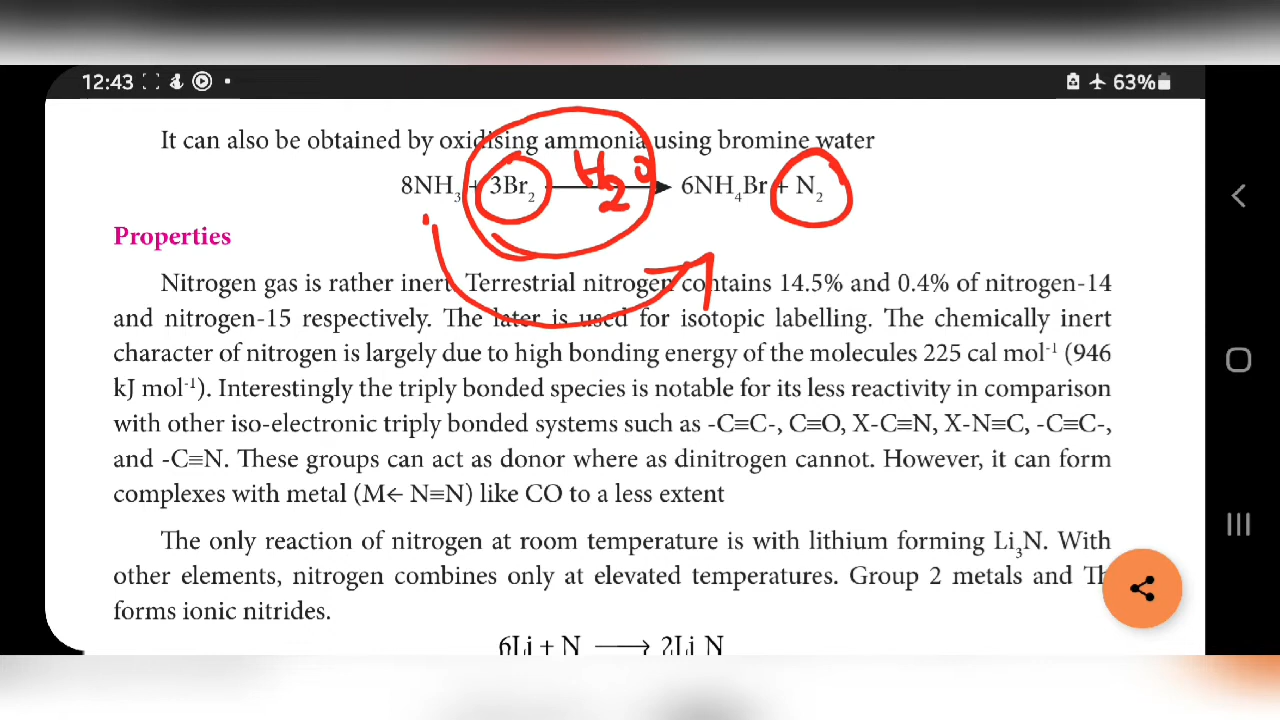 12:43
63%
It can also be obtained by oxidising ammonia using bromine water
H₂O
8NH₃ + 3Br₂ ⟶ 6NH₄Br + N₂
Properties
Nitrogen gas is rather inert. Terrestrial nitrogen contains 14.5% and 0.4% of nitrogen-14
and nitrogen-15 respectively. The later is used for isotopic labelling. The chemically inert
character of nitrogen is largely due to high bonding energy of the molecules 225 cal mol⁻¹ (946
kJ mol⁻¹). Interestingly the triply bonded species is notable for its less reactivity in comparison
with other iso-electronic triply bonded systems such as -C≡C-, C≡O, X-C≡N, X-N≡C, -C≡C-,
and -C≡N. These groups can act as donor where as dinitrogen cannot. However, it can form
complexes with metal (M← N≡N) like CO to a less extent
The only reaction of nitrogen at room temperature is with lithium forming Li₃N. With
other elements, nitrogen combines only at elevated temperatures. Group 2 metals and Th
forms ionic nitrides.
6Li + N ⟶ 2Li N